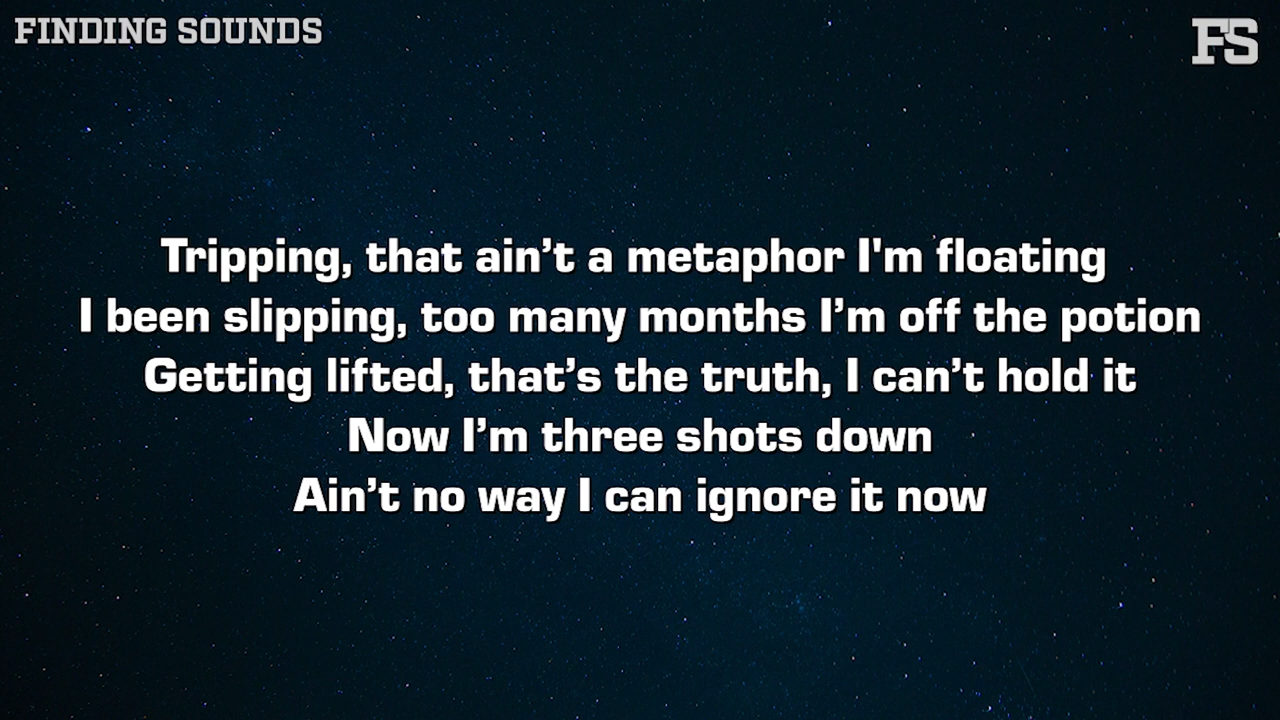 FINDING SOUNDS
FS
Tripping, that ain’t a metaphor I'm floating
I been slipping, too many months I’m off the potion
Getting lifted, that’s the truth, I can’t hold it
Now I’m three shots down
Ain’t no way I can ignore it now